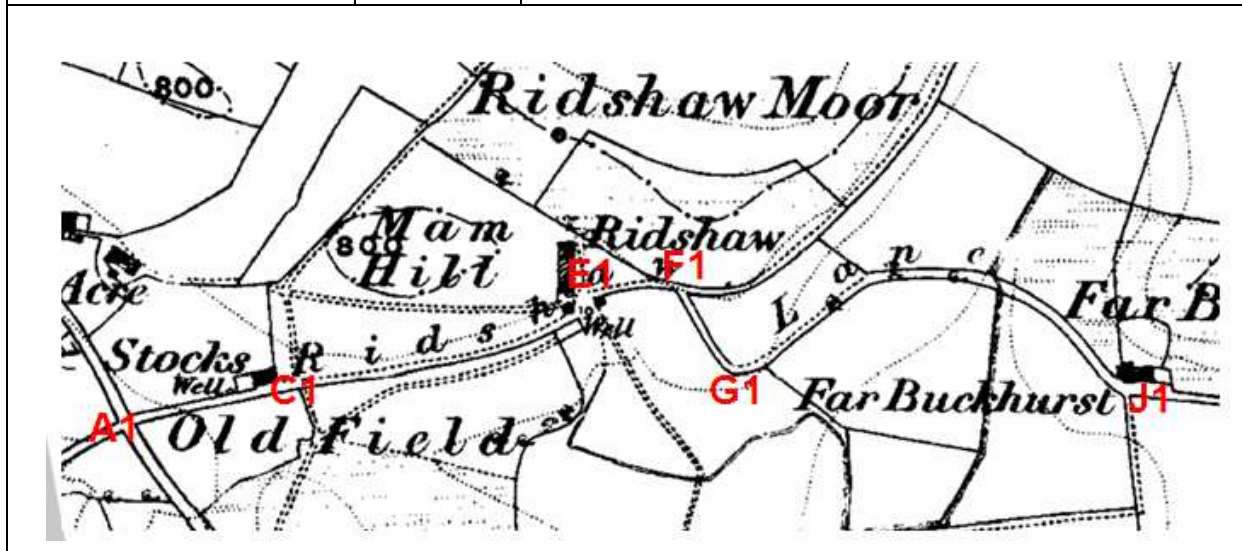 800
Ridshaw Moor
Mam
800
Hill
Ridshaw
E1
F1
Acre
Far B
Stocks
Well
Well
C1
Ridshaw Lane
G1
Far Buckhurst
J1
A1
Old Field